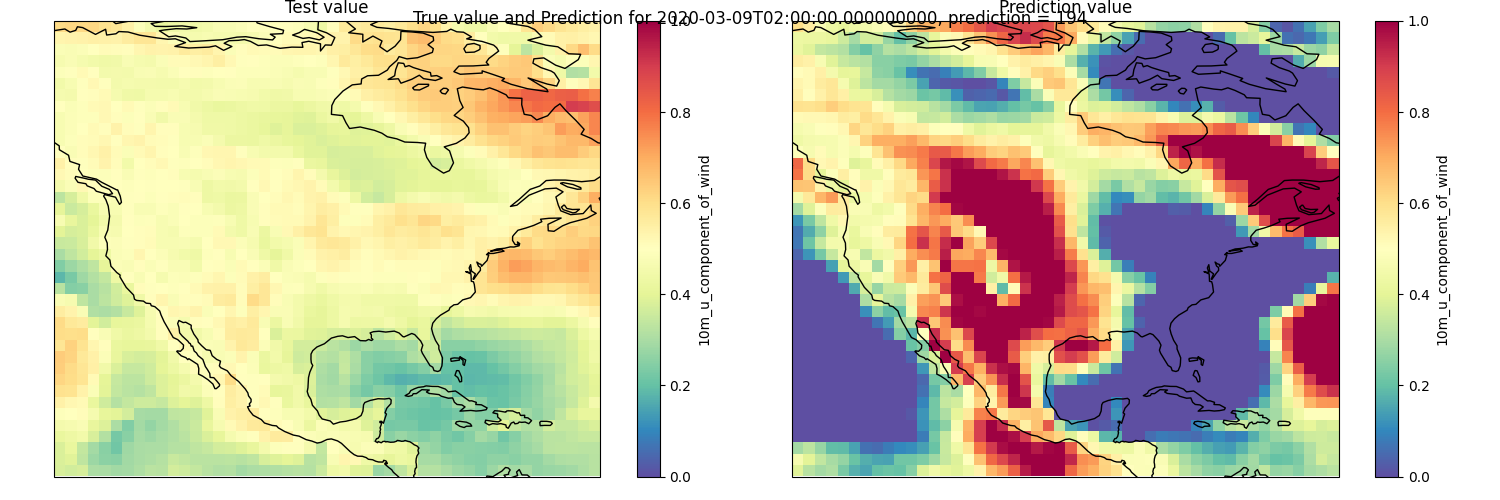 Test value
True value and Prediction for 2020-03-09T02:00:00.000000000, prediction = 194
Prediction value
1.0
0.8
0.6
0.4
0.2
0.0
10m_u_component_of_wind
1.0
0.8
0.6
0.4
0.2
0.0
10m_u_component_of_wind